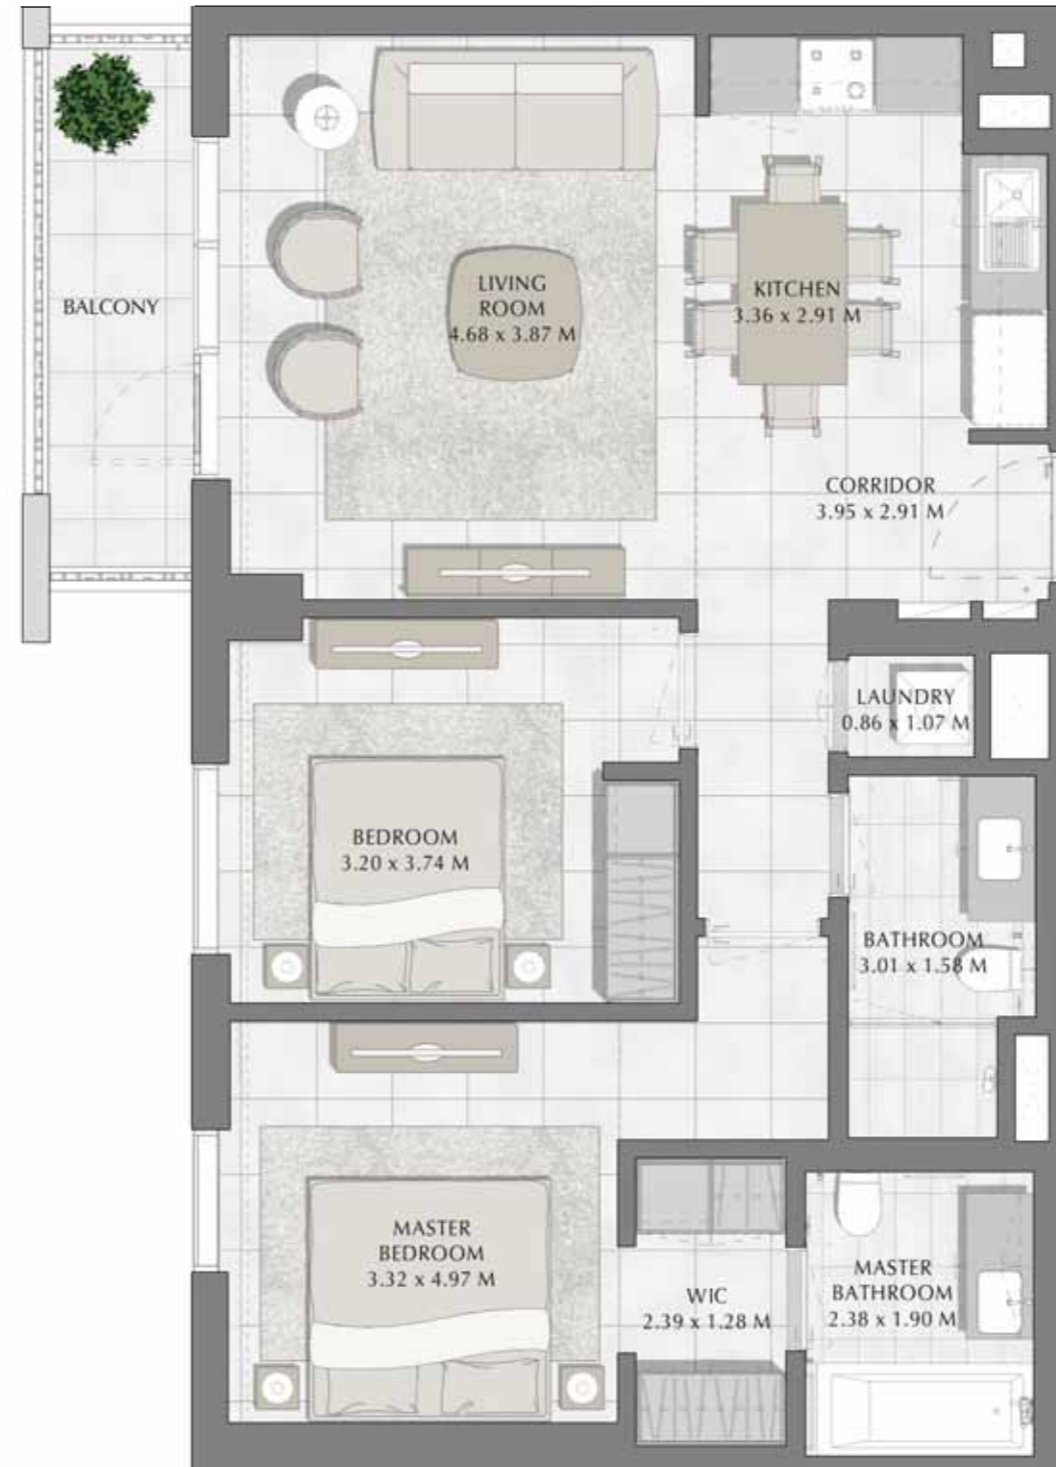 BALCONY
LIVING
ROOM
4.68 x 3.87 M
KITCHEN
3.36 x 2.91 M
CORRIDOR
3.95 x 2.91 M
LAUNDRY
0.86 x 1.07 M
BEDROOM
3.20 x 3.74 M
BATHROOM
3.01 x 1.58 M
MASTER
BEDROOM
3.32 x 4.97 M
WIC
2.39 x 1.28 M
MASTER
BATHROOM
2.38 x 1.90 M